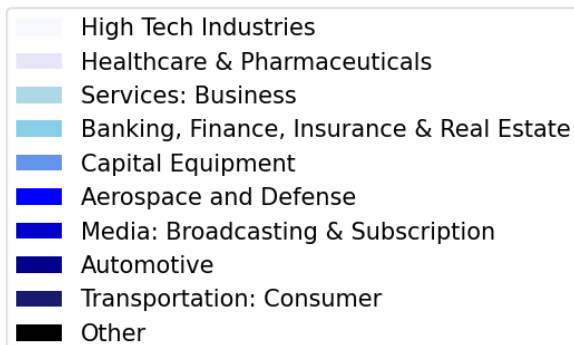 High Tech Industries
Healthcare & Pharmaceuticals
Services: Business
Banking, Finance, Insurance & Real Estate
Capital Equipment
Aerospace and Defense
Media: Broadcasting & Subscription
Automotive
Transportation: Consumer
Other